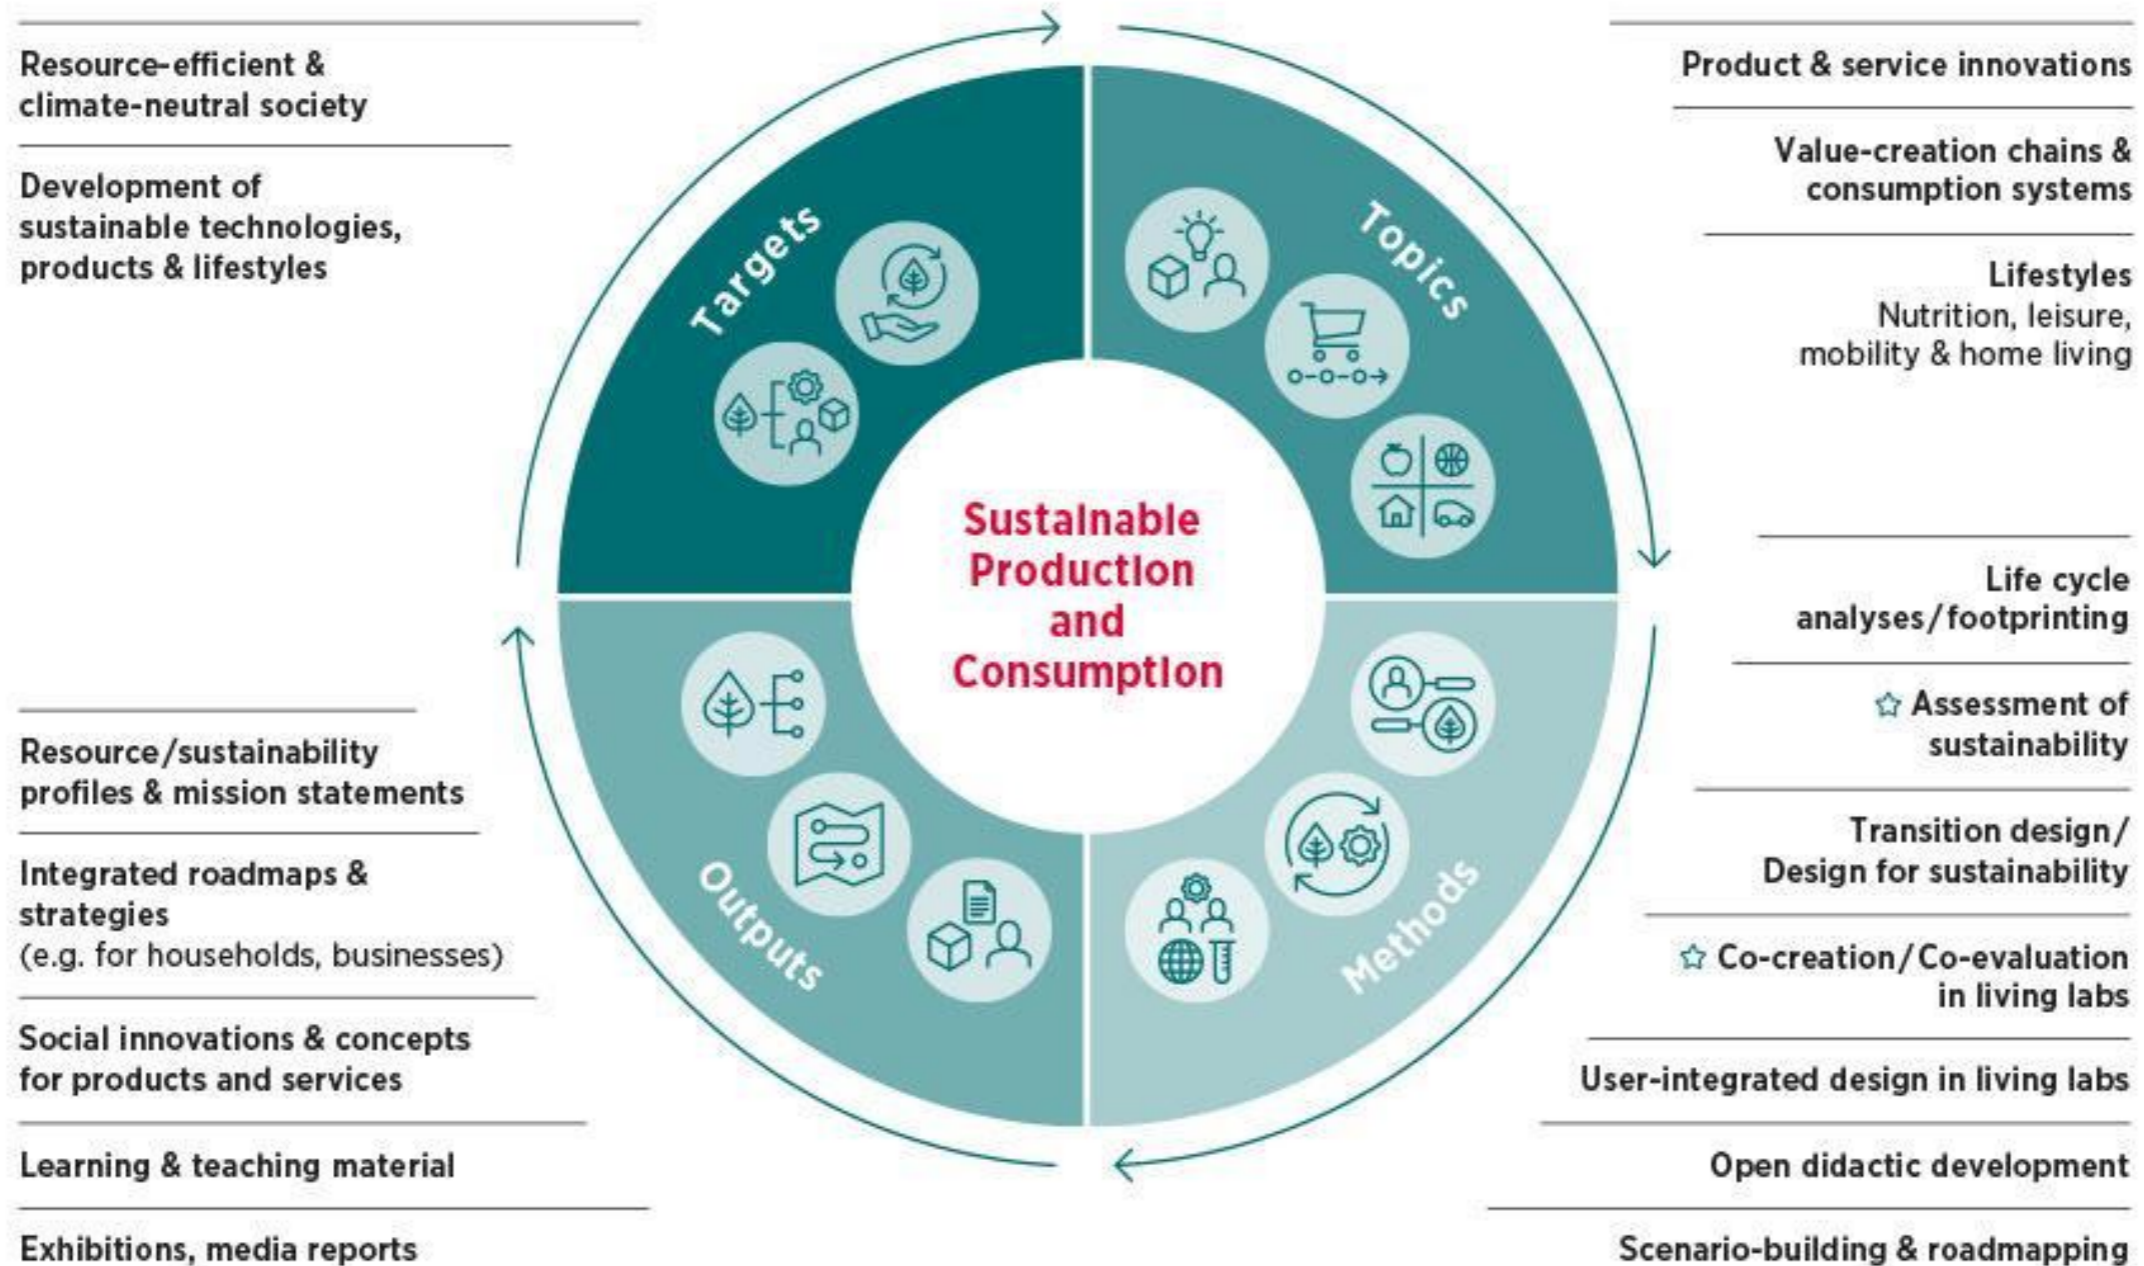 Resource-efficient &
climate-neutral society
Development of
sustainable technologies,
products & lifestyles
Targets
Topics
Product & service innovations
Value-creation chains &
consumption systems
Lifestyles
Nutrition, leisure,
mobility & home living
Sustainable
Production
and
Consumption
Life cycle
analyses/footprinting
☆ Assessment of
sustainability
Transition design/
Design for sustainability
☆ Co-creation/Co-evaluation
in living labs
User-integrated design in living labs
Open didactic development
Scenario-building & roadmapping
Methods
Outputs
Resource/sustainability
profiles & mission statements
Integrated roadmaps &
strategies
(e.g. for households, businesses)
Social innovations & concepts
for products and services
Learning & teaching material
Exhibitions, media reports